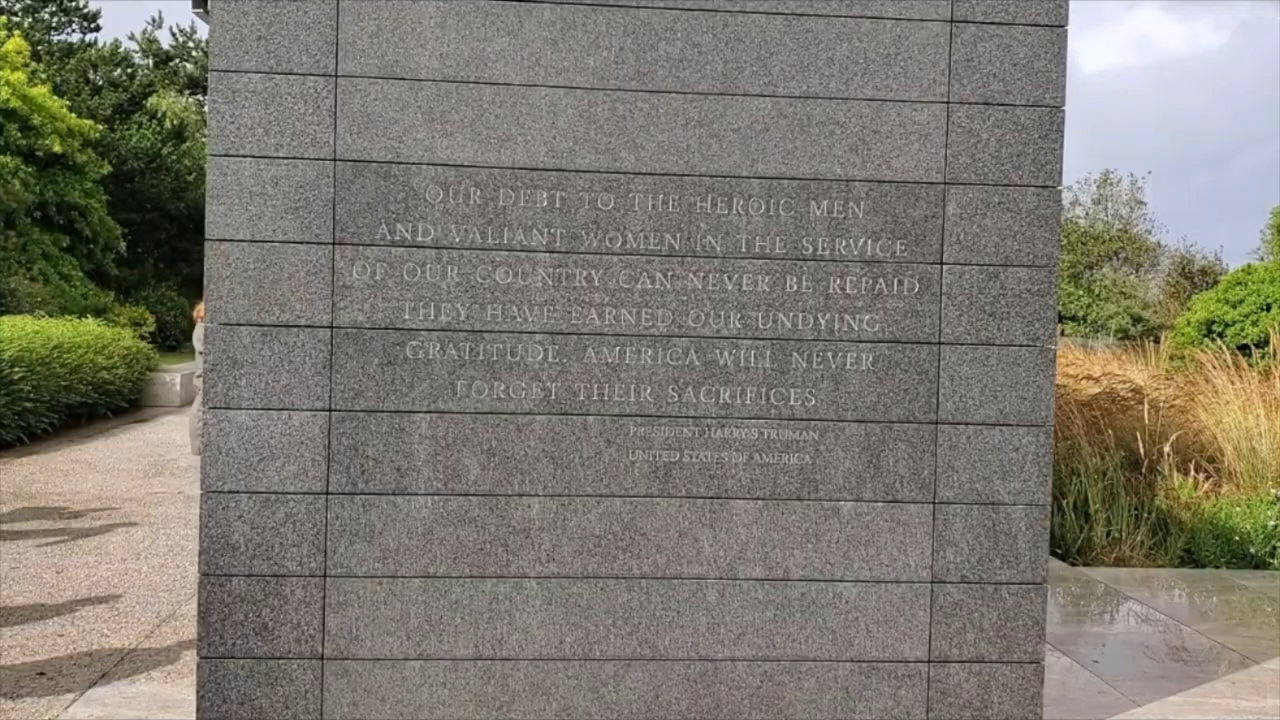 OUR DEBT TO THE HEROIC MEN
AND VALIANT WOMEN IN THE SERVICE
OF OUR COUNTRY CAN NEVER BE REPAID
THEY HAVE EARNED OUR UNDYING
GRATITUDE. AMERICA WILL NEVER
FORGET THEIR SACRIFICES
PRESIDENT HARRY S TRUMAN
UNITED STATES OF AMERICA